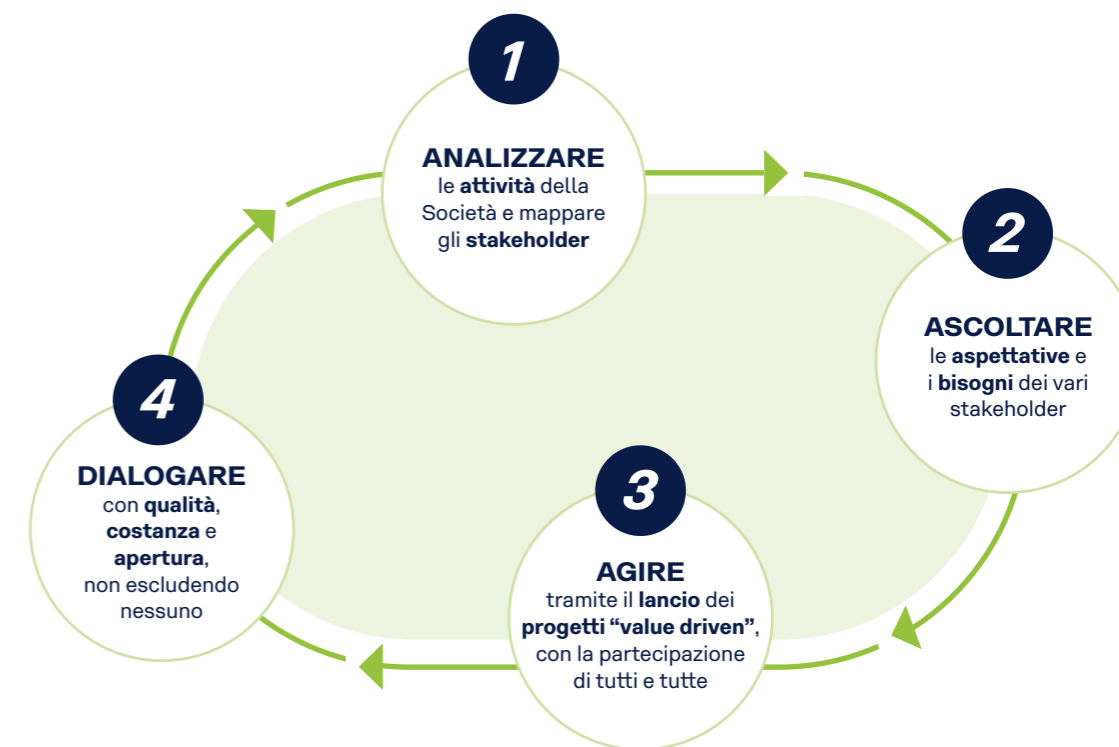 1
ANALIZZARE
le attività della
Società e mappare
gli stakeholder
2
ASCOLTARE
le aspettative e
i bisogni dei vari
stakeholder
3
AGIRE
tramite il lancio dei
progetti “value driven”,
con la partecipazione
di tutti e tutte
4
DIALOGARE
con qualità,
costanza e
apertura,
non escludendo
nessuno